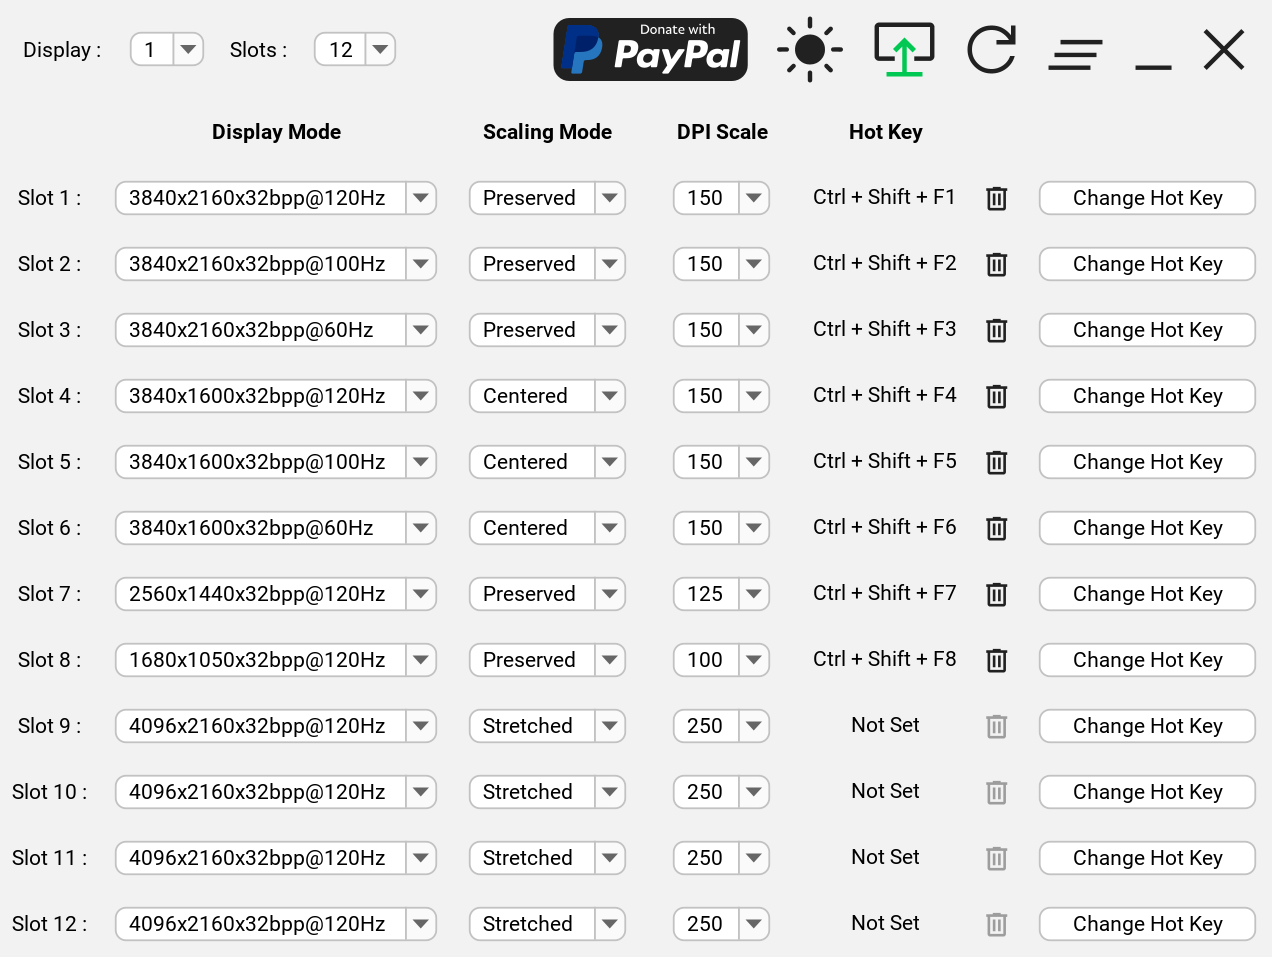 Display : 1 Slots : 12 Donate with PayPal
Display Mode Scaling Mode DPI Scale Hot Key
Slot 1 : 3840x2160x32bpp@120Hz Preserved 150 Ctrl + Shift + F1 Change Hot Key
Slot 2 : 3840x2160x32bpp@100Hz Preserved 150 Ctrl + Shift + F2 Change Hot Key
Slot 3 : 3840x2160x32bpp@60Hz Preserved 150 Ctrl + Shift + F3 Change Hot Key
Slot 4 : 3840x1600x32bpp@120Hz Centered 150 Ctrl + Shift + F4 Change Hot Key
Slot 5 : 3840x1600x32bpp@100Hz Centered 150 Ctrl + Shift + F5 Change Hot Key
Slot 6 : 3840x1600x32bpp@60Hz Centered 150 Ctrl + Shift + F6 Change Hot Key
Slot 7 : 2560x1440x32bpp@120Hz Preserved 125 Ctrl + Shift + F7 Change Hot Key
Slot 8 : 1680x1050x32bpp@120Hz Preserved 100 Ctrl + Shift + F8 Change Hot Key
Slot 9 : 4096x2160x32bpp@120Hz Stretched 250 Not Set Change Hot Key
Slot 10 : 4096x2160x32bpp@120Hz Stretched 250 Not Set Change Hot Key
Slot 11 : 4096x2160x32bpp@120Hz Stretched 250 Not Set Change Hot Key
Slot 12 : 4096x2160x32bpp@120Hz Stretched 250 Not Set Change Hot Key